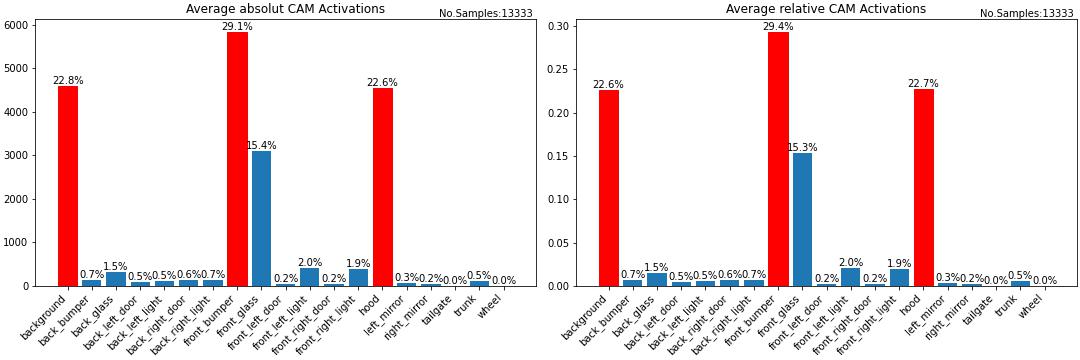 Average absolut CAM Activations
No.Samples:13333
6000
5000
4000
3000
2000
1000
0
22.8%
0.7%
1.5%
0.5%
0.5%
0.6%
0.7%
29.1%
15.4%
0.2%
2.0%
0.2%
1.9%
22.6%
0.3%
0.2%
0.0%
0.5%
0.0%
background
back_bumper
back_glass
back_left_door
back_left_light
back_right_door
back_right_light
front_bumper
front_glass
front_left_door
front_left_light
front_right_door
front_right_light
hood
left_mirror
right_mirror
tailgate
trunk
wheel
Average relative CAM Activations
No.Samples:13333
0.30
0.25
0.20
0.15
0.10
0.05
0.00
22.6%
0.7%
1.5%
0.5%
0.5%
0.6%
0.7%
29.4%
15.3%
0.2%
2.0%
0.2%
1.9%
22.7%
0.3%
0.2%
0.0%
0.5%
0.0%
background
back_bumper
back_glass
back_left_door
back_left_light
back_right_door
back_right_light
front_bumper
front_glass
front_left_door
front_left_light
front_right_door
front_right_light
hood
left_mirror
right_mirror
tailgate
trunk
wheel